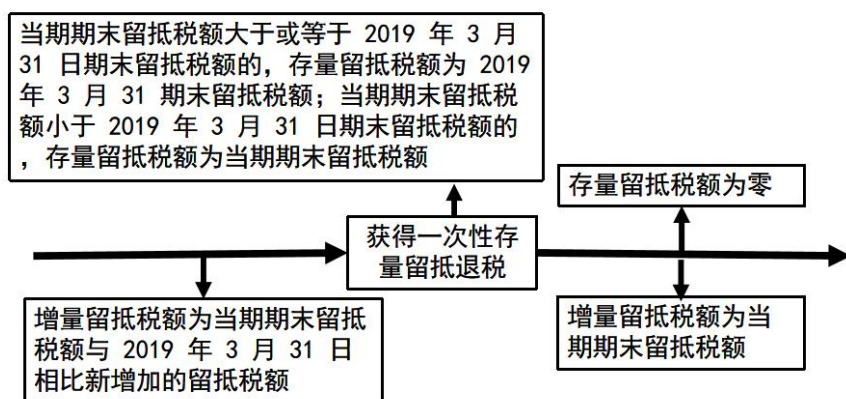 当期期末留抵税额大于或等于 2019 年 3 月
31 日期末留抵税额的，存量留抵税额为 2019
年 3 月 31 期末留抵税额；当期期末留抵税
额小于 2019 年 3 月 31 日期末留抵税额的
，存量留抵税额为当期期末留抵税额
存量留抵税额为零
获得一次性存
量留抵退税
增量留抵税额为当期期末留抵
税额与 2019 年 3 月 31 日
相比新增加的留抵税额
增量留抵税额为当
期期末留抵税额